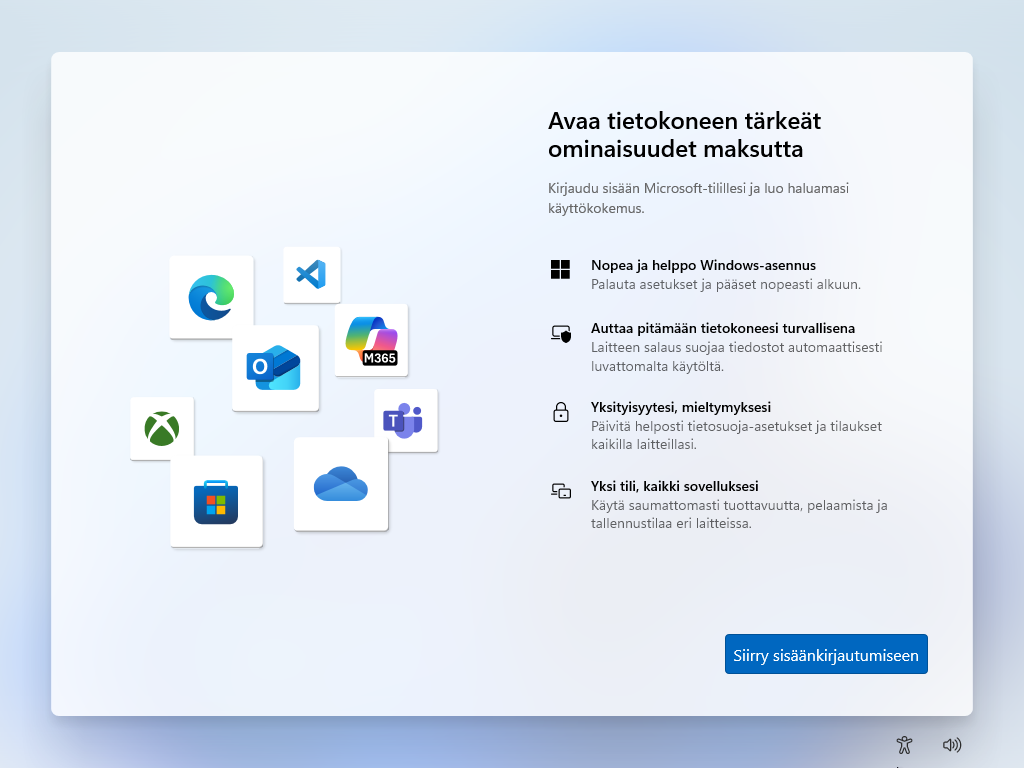 Avaa tietokoneen tärkeät
ominaisuudet maksutta
Kirjaudu sisään Microsoft-tilillesi ja luo haluamasi
käyttökokemus.
Nopea ja helppo Windows-asennus
Palauta asetukset ja pääset nopeasti alkuun.
Auttaa pitämään tietokoneesi turvallisena
Laitteen salaus suojaa tiedostot automaattisesti
luvattomalta käytöltä.
Yksityisyytesi, mieltymyksesi
Päivitä helposti tietosuoja-asetukset ja tilaukset
kaikilla laitteillasi.
Yksi tili, kaikki sovelluksesi
Käytä saumattomasti tuottavuutta, pelaamista ja
tallennustilaa eri laitteissa.
M365
O
T
Siirry sisäänkirjautumiseen